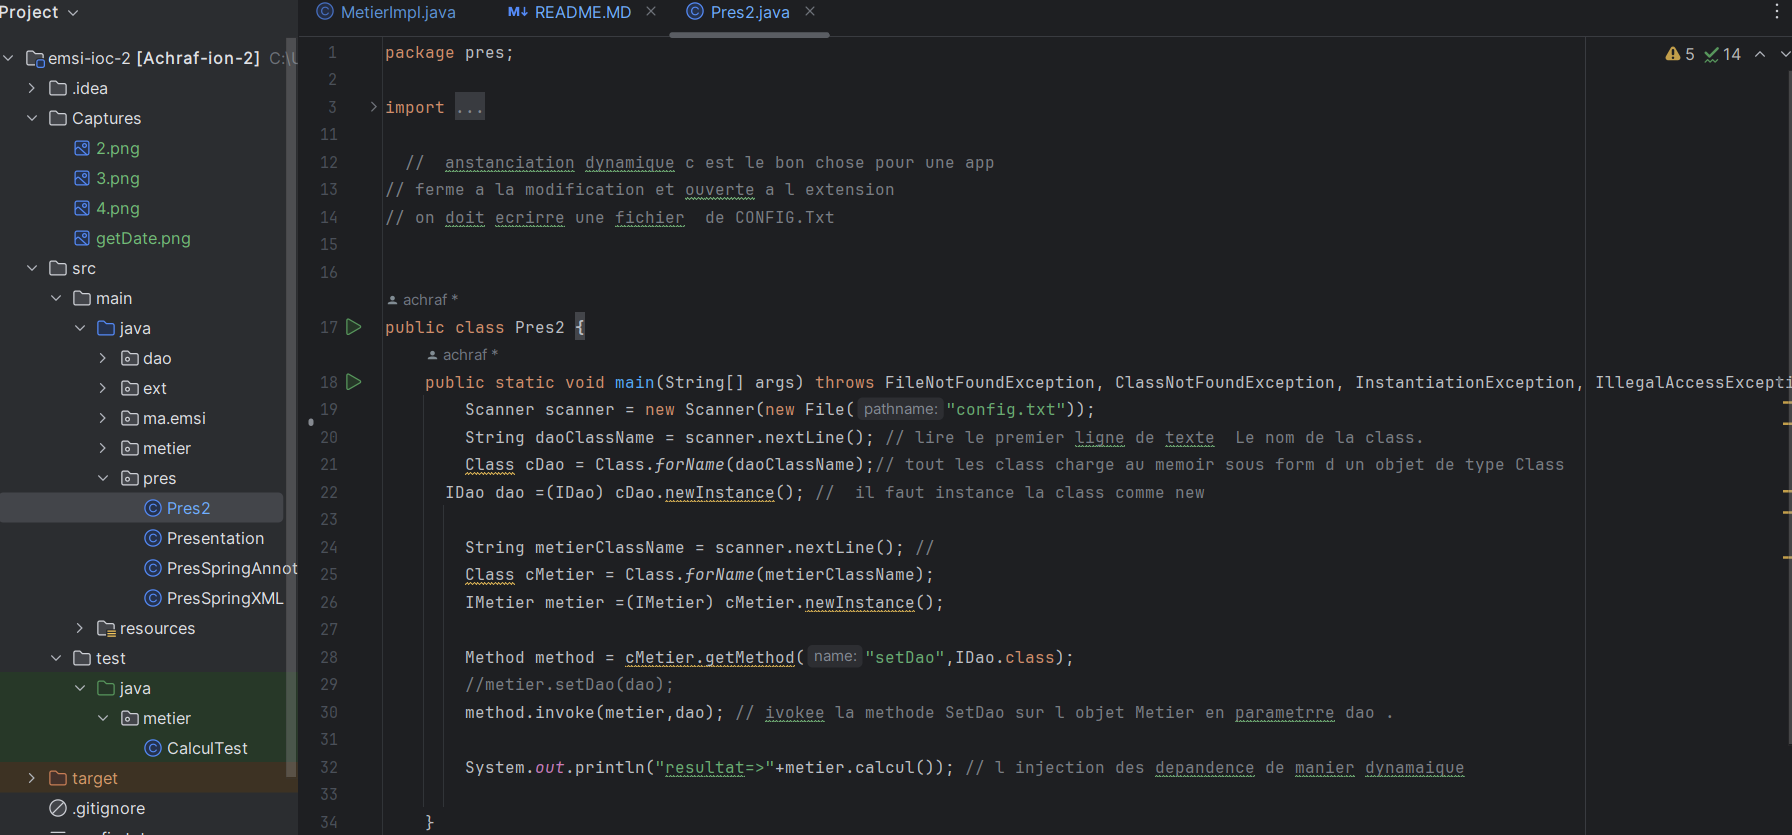 Project
MetierImpl.java
M↓ README.MD
Pres2.java
emsi-ioc-2 [Achraf-ion-2] C:\U
.idea
Captures
2.png
3.png
4.png
getDate.png
src
main
java
dao
ext
ma.emsi
metier
pres
Pres2
Presentation
PresSpringAnnot
PresSpringXML
resources
test
java
metier
CalculTest
target
.gitignore
5 14
1 package pres;
2
3 import ...
11
12 // anstanciation dynamique c est le bon chose pour une app
13 // ferme a la modification et ouverte a l extension
14 // on doit ecrirre une fichier  de CONFIG.Txt
15
16
achraf *
17 public class Pres2 {
achraf *
18 public static void main(String[] args) throws FileNotFoundException, ClassNotFoundException, InstantiationException, IllegalAccessExcepti
19 Scanner scanner = new Scanner(new File( pathname: "config.txt"));
20 String daoClassName = scanner.nextLine(); // lire le premier ligne de texte  Le nom de la class.
21 Class cDao = Class.forName(daoClassName);// tout les class charge au memoir sous form d un objet de type Class
22 IDao dao =(IDao) cDao.newInstance(); //  il faut instance la class comme new
23
24 String metierClassName = scanner.nextLine(); //
25 Class cMetier = Class.forName(metierClassName);
26 IMetier metier =(IMetier) cMetier.newInstance();
27
28 Method method = cMetier.getMethod( name: "setDao",IDao.class);
29 //metier.setDao(dao);
30 method.invoke(metier,dao); // ivokee la methode SetDao sur l objet Metier en parametrre dao .
31
32 System.out.println("resultat=>"+metier.calcul()); // l injection des depandence de manier dynamaique
33
34 }